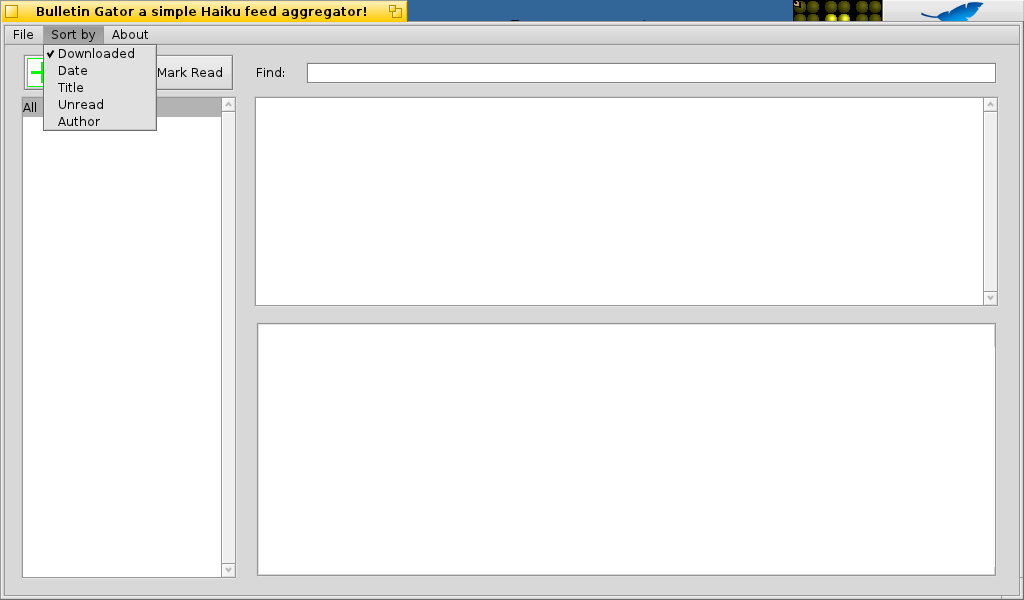 Bulletin Gator a simple Haiku feed aggregator!
File Sort by About
Downloaded
Date
Title
Unread
Author
Mark Read
Find:
All